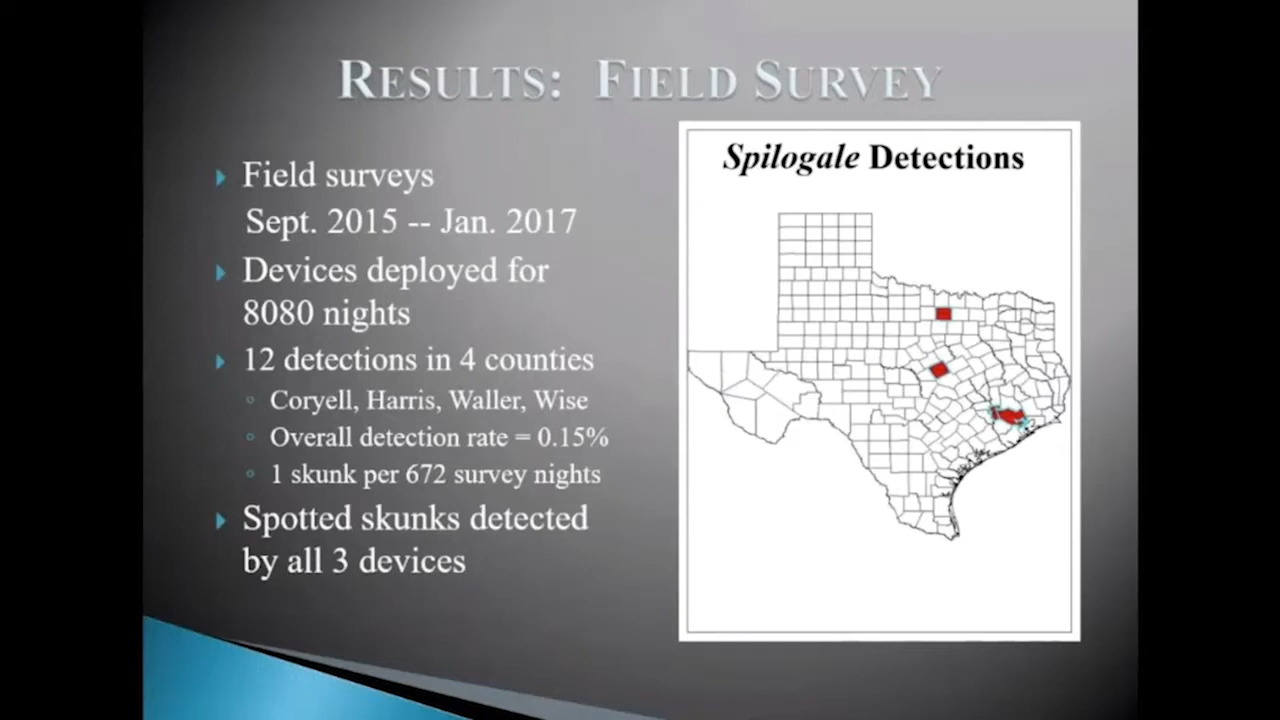 RESULTS: FIELD SURVEY
Field surveys
Sept. 2015 -- Jan. 2017
Devices deployed for
8080 nights
12 detections in 4 counties
Coryell, Harris, Waller, Wise
Overall detection rate = 0.15%
1 skunk per 672 survey nights
Spotted skunks detected
by all 3 devices
Spilogale Detections